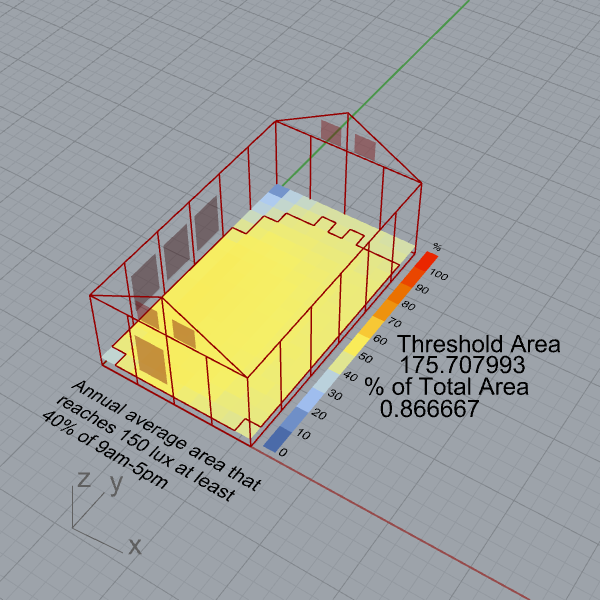 %
100
90
80
70
60
50
40
30
20
10
0
Threshold Area
175.707993
% of Total Area
0.866667
Annual average area that
reaches 150 lux at least
40% of 9am-5pm
z
y
x